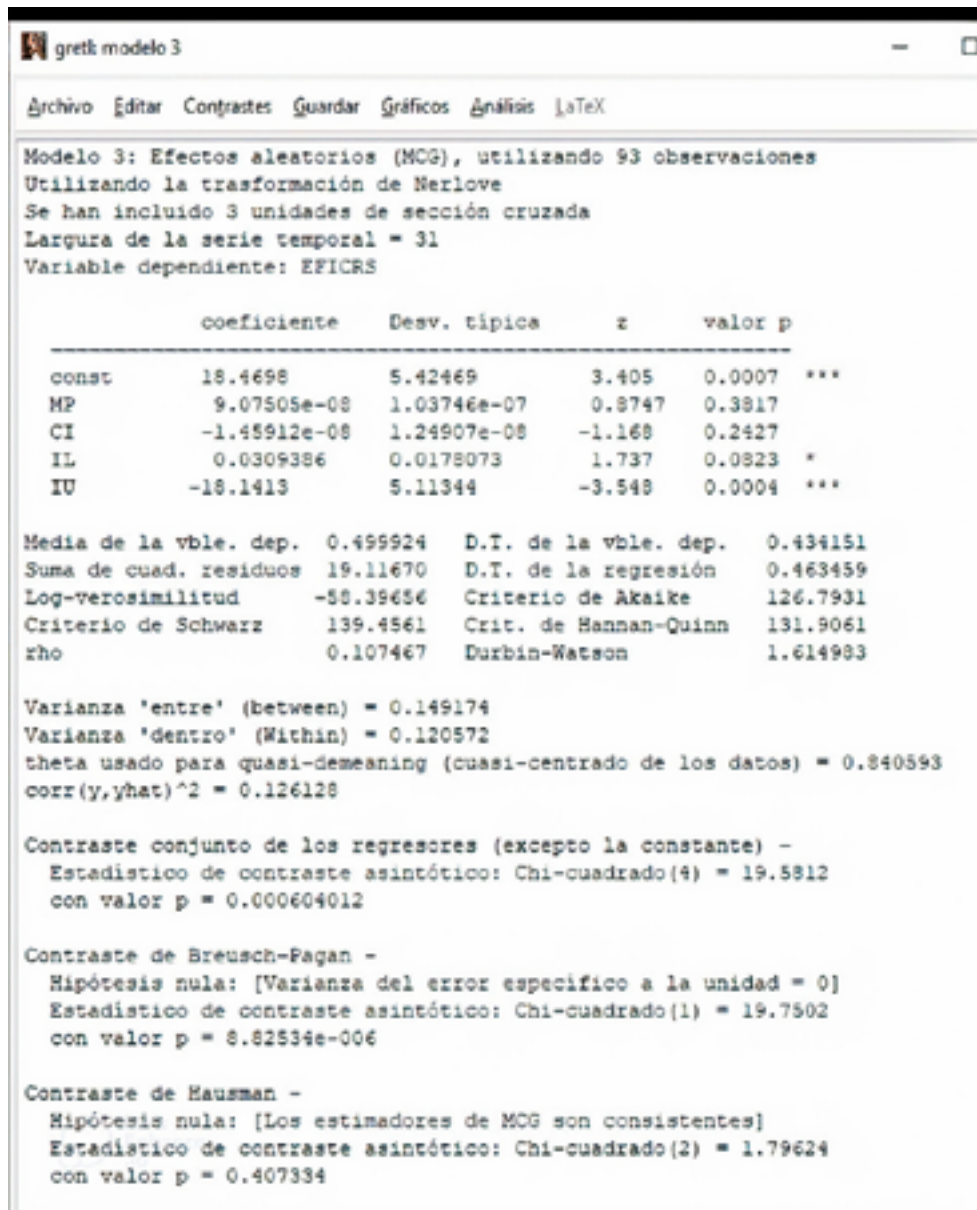 gretl: modelo 3
Archivo Editar Contrastes Guardar Gráficos Análisis LaTeX
Modelo 3: Efectos aleatorios (MCG), utilizando 93 observaciones
Utilizando la trasformación de Nerlove
Se han incluido 3 unidades de sección cruzada
Largura de la serie temporal = 31
Variable dependiente: EFICRS
coeficiente Desv. típica z valor p
const 18.4698 5.42469 3.405 0.0007 ***
MP 9.07505e-08 1.03746e-07 0.8747 0.3817
CI -1.45912e-08 1.24907e-08 -1.168 0.2427
IL 0.0309386 0.0178073 1.737 0.0823 *
IU -18.1413 5.11344 -3.548 0.0004 ***
Media de la vble. dep. 0.499924 D.T. de la vble. dep. 0.434151
Suma de cuad. residuos 19.11670 D.T. de la regresión 0.463459
Log-verosimilitud -58.39656 Criterio de Akaike 126.7931
Criterio de Schwarz 139.4561 Crit. de Hannan-Quinn 131.9061
rho 0.107467 Durbin-Watson 1.614983
Varianza 'entre' (between) = 0.149174
Varianza 'dentro' (Within) = 0.120572
theta usado para quasi-demeaning (cuasi-centrado de los datos) = 0.840593
corr(y,yhat)^2 = 0.126128
Contraste conjunto de los regresores (excepto la constante) -
Estadístico de contraste asintótico: Chi-cuadrado(4) = 19.5812
con valor p = 0.000604012
Contraste de Breusch-Pagan -
Hipótesis nula: [Varianza del error específico a la unidad = 0]
Estadístico de contraste asintótico: Chi-cuadrado(1) = 19.7502
con valor p = 8.82534e-006
Contraste de Hausman -
Hipótesis nula: [Los estimadores de MCG son consistentes]
Estadístico de contraste asintótico: Chi-cuadrado(2) = 1.79624
con valor p = 0.407334